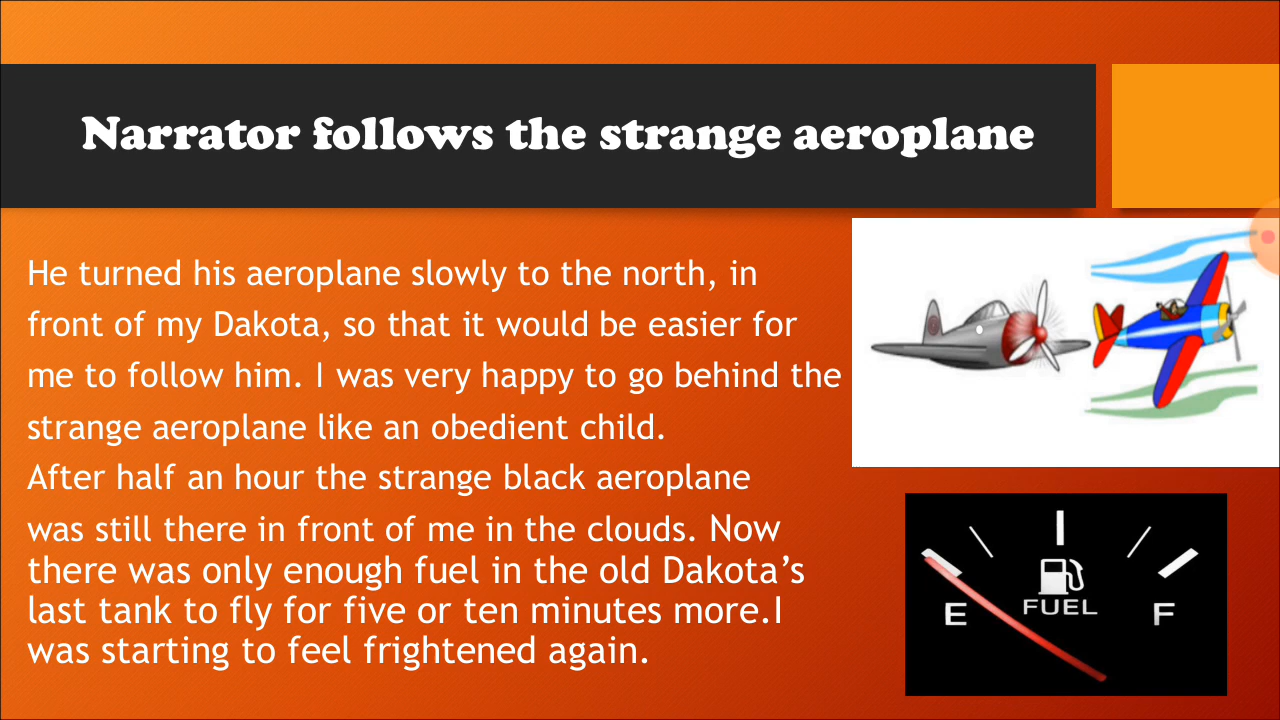 Narrator follows the strange aeroplane
He turned his aeroplane slowly to the north, in
front of my Dakota, so that it would be easier for
me to follow him. I was very happy to go behind the
strange aeroplane like an obedient child.
After half an hour the strange black aeroplane
was still there in front of me in the clouds. Now
there was only enough fuel in the old Dakota’s
last tank to fly for five or ten minutes more.I
was starting to feel frightened again.
FUEL
E F